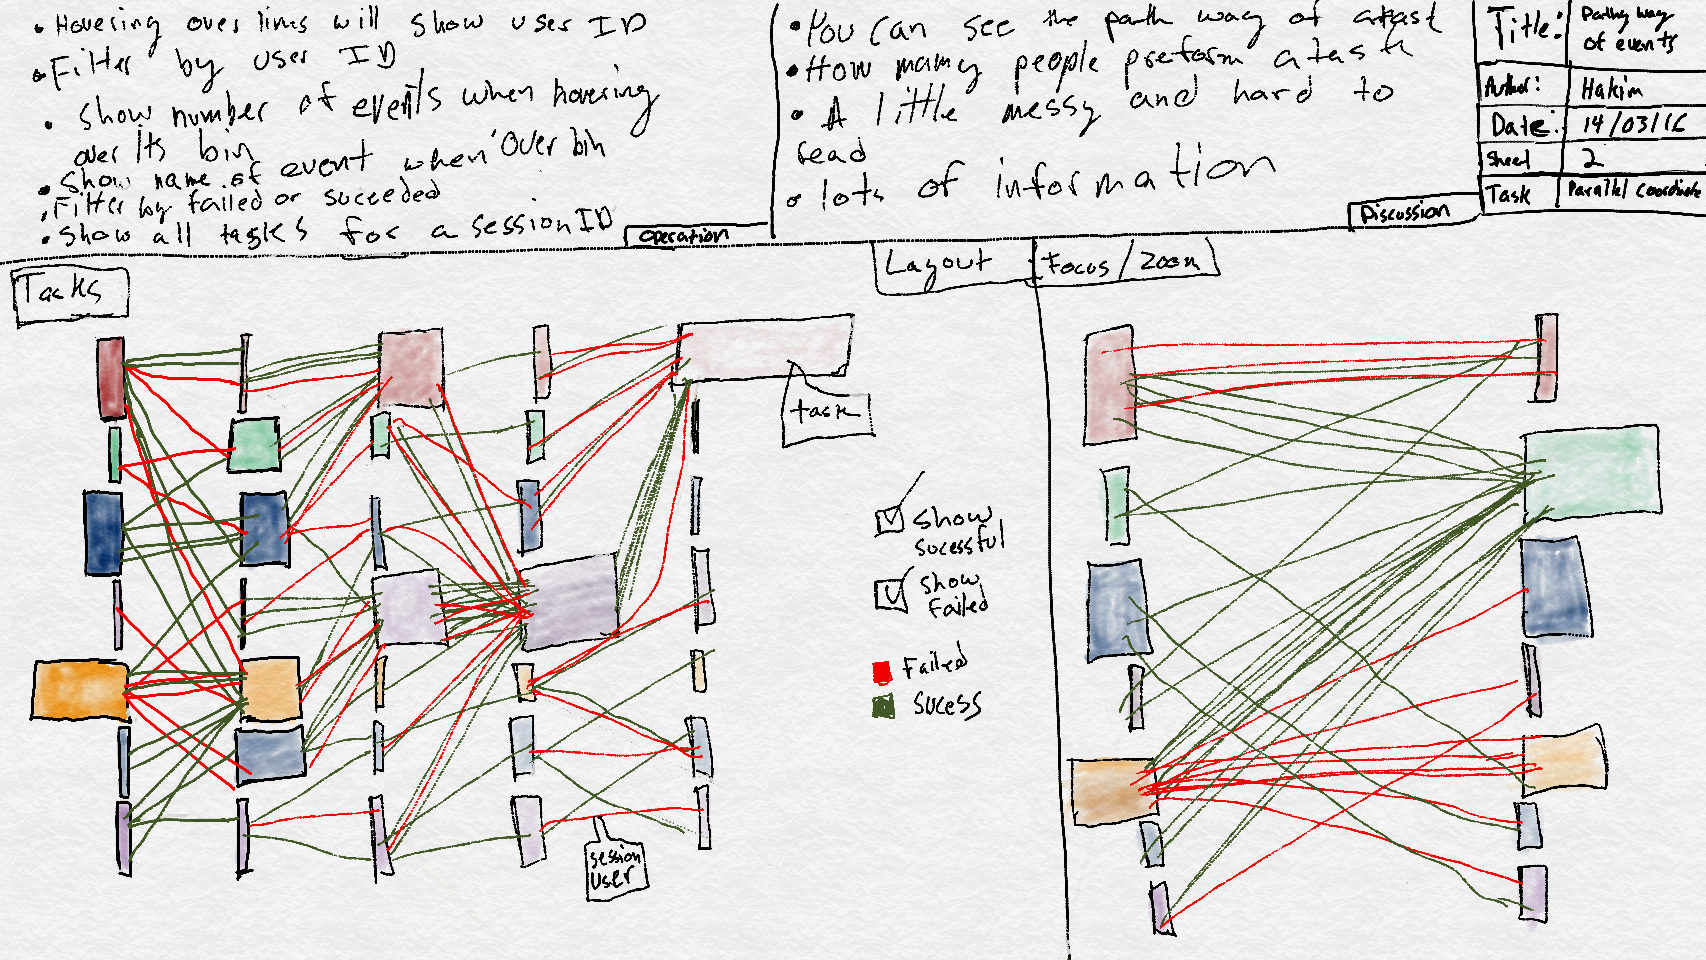 • Hovering over lines will show user ID
• Filter by user ID
• Show number of events when hovering
over its bin
• Show name of event when over bin
• Filter by failed or succeeded
• Show all tasks for a session ID
Operation
• You can see the path way of a task
• How many people preform a task
• A little messy and hard to
read
• lots of information
Discussion
Title: Pathy way
of events
Author: Hakim
Date: 14/03/16
Sheet 2
Task Parallel coordinate
Layout
Focus/Zoom
Tasks
task
Show
sucessful
Show
Failed
Failed
Sucess
session
User